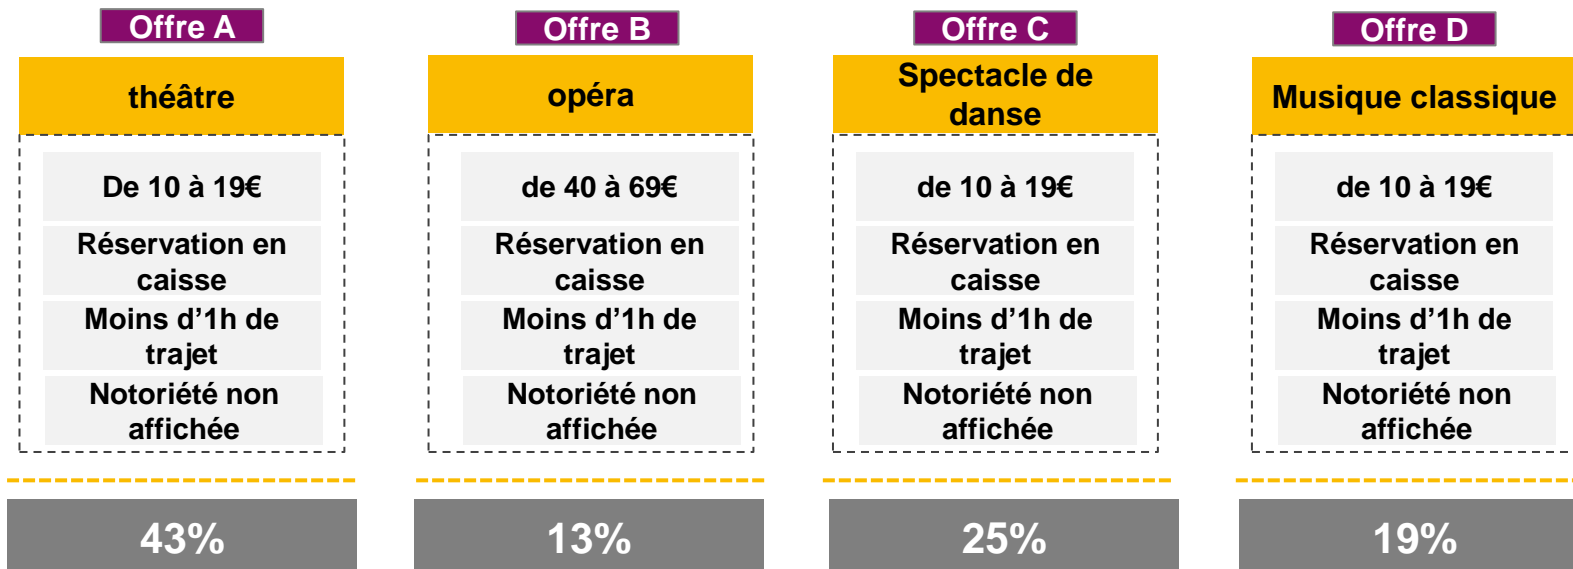 Offre A
théâtre
De 10 à 19€
Réservation en
caisse
Moins d’1h de
trajet
Notoriété non
affichée
43%
Offre B
opéra
de 40 à 69€
Réservation en
caisse
Moins d’1h de
trajet
Notoriété non
affichée
13%
Offre C
Spectacle de
danse
de 10 à 19€
Réservation en
caisse
Moins d’1h de
trajet
Notoriété non
affichée
25%
Offre D
Musique classique
de 10 à 19€
Réservation en
caisse
Moins d’1h de
trajet
Notoriété non
affichée
19%